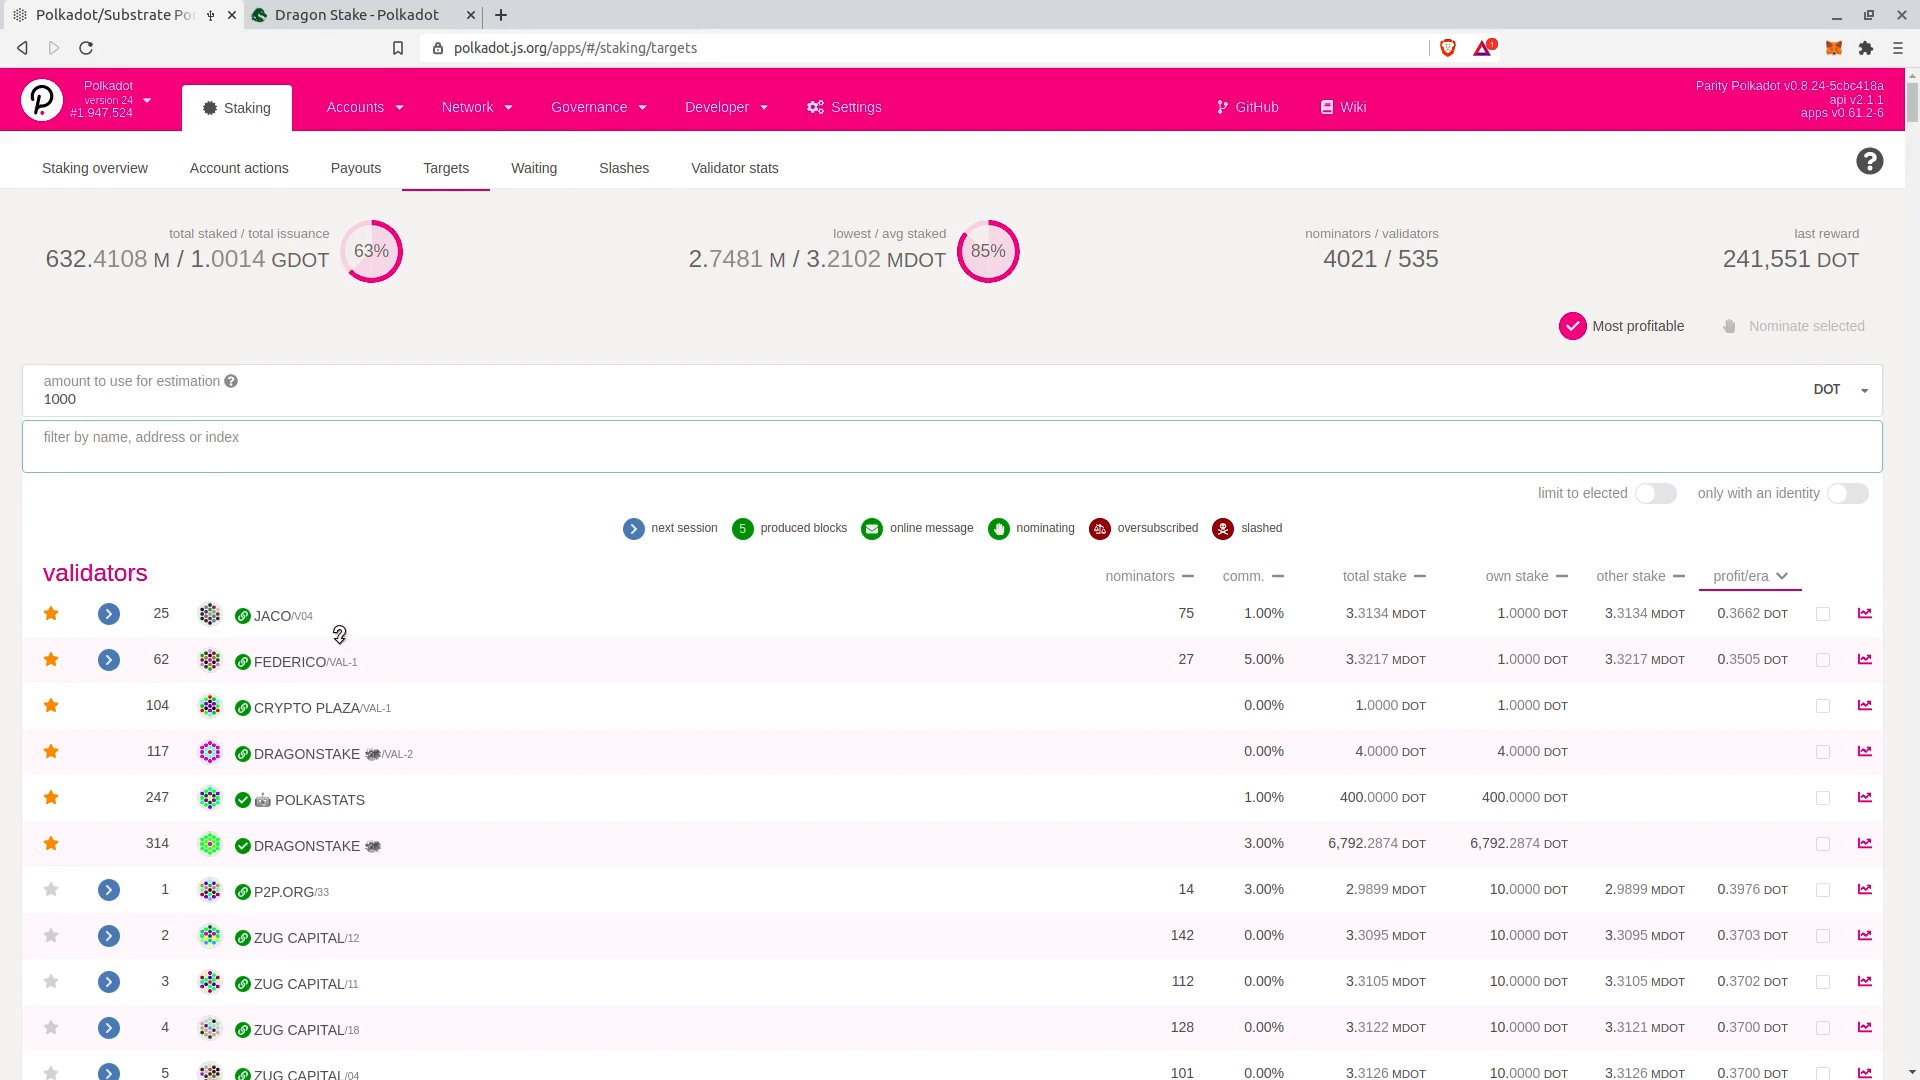 Polkadot/Substrate Por
Dragon Stake - Polkadot
polkadot.js.org/apps/#/staking/targets
1
Polkadot
version 24
#1,947,524
Staking
Accounts
Network
Governance
Developer
Settings
GitHub
Wiki
Parity Polkadot v0.8.24-5cbc418a
api v2.1.1
apps v0.61.2-6
Staking overview Account actions Payouts Targets Waiting Slashes Validator stats
total staked / total issuance
632.4108 M / 1.0014 GDOT
63%
lowest / avg staked
2.7481 M / 3.2102 MDOT
85%
nominators / validators
4021 / 535
last reward
241,551 DOT
Most profitable
Nominate selected
amount to use for estimation
1000
DOT
filter by name, address or index
limit to elected
only with an identity
next session 5 produced blocks online message nominating oversubscribed slashed
validators nominators comm. total stake own stake other stake profit/era
25 JACO/V04 75 1.00% 3.3134 MDOT 1.0000 DOT 3.3134 MDOT 0.3662 DOT
62 FEDERICO/VAL-1 27 5.00% 3.3217 MDOT 1.0000 DOT 3.3217 MDOT 0.3505 DOT
104 CRYPTO PLAZA/VAL-1 0.00% 1.0000 DOT 1.0000 DOT
117 DRAGONSTAKE 🐲/VAL-2 0.00% 4.0000 DOT 4.0000 DOT
247 🤖 POLKASTATS 1.00% 400.0000 DOT 400.0000 DOT
314 DRAGONSTAKE 🐲 3.00% 6,792.2874 DOT 6,792.2874 DOT
1 P2P.ORG/33 14 3.00% 2.9899 MDOT 10.0000 DOT 2.9899 MDOT 0.3976 DOT
2 ZUG CAPITAL/12 142 0.00% 3.3095 MDOT 10.0000 DOT 3.3095 MDOT 0.3703 DOT
3 ZUG CAPITAL/11 112 0.00% 3.3105 MDOT 10.0000 DOT 3.3105 MDOT 0.3702 DOT
4 ZUG CAPITAL/18 128 0.00% 3.3122 MDOT 10.0000 DOT 3.3121 MDOT 0.3700 DOT
5 ZUG CAPITAL/04 101 0.00% 3.3126 MDOT 10.0000 DOT 3.3126 MDOT 0.3700 DOT